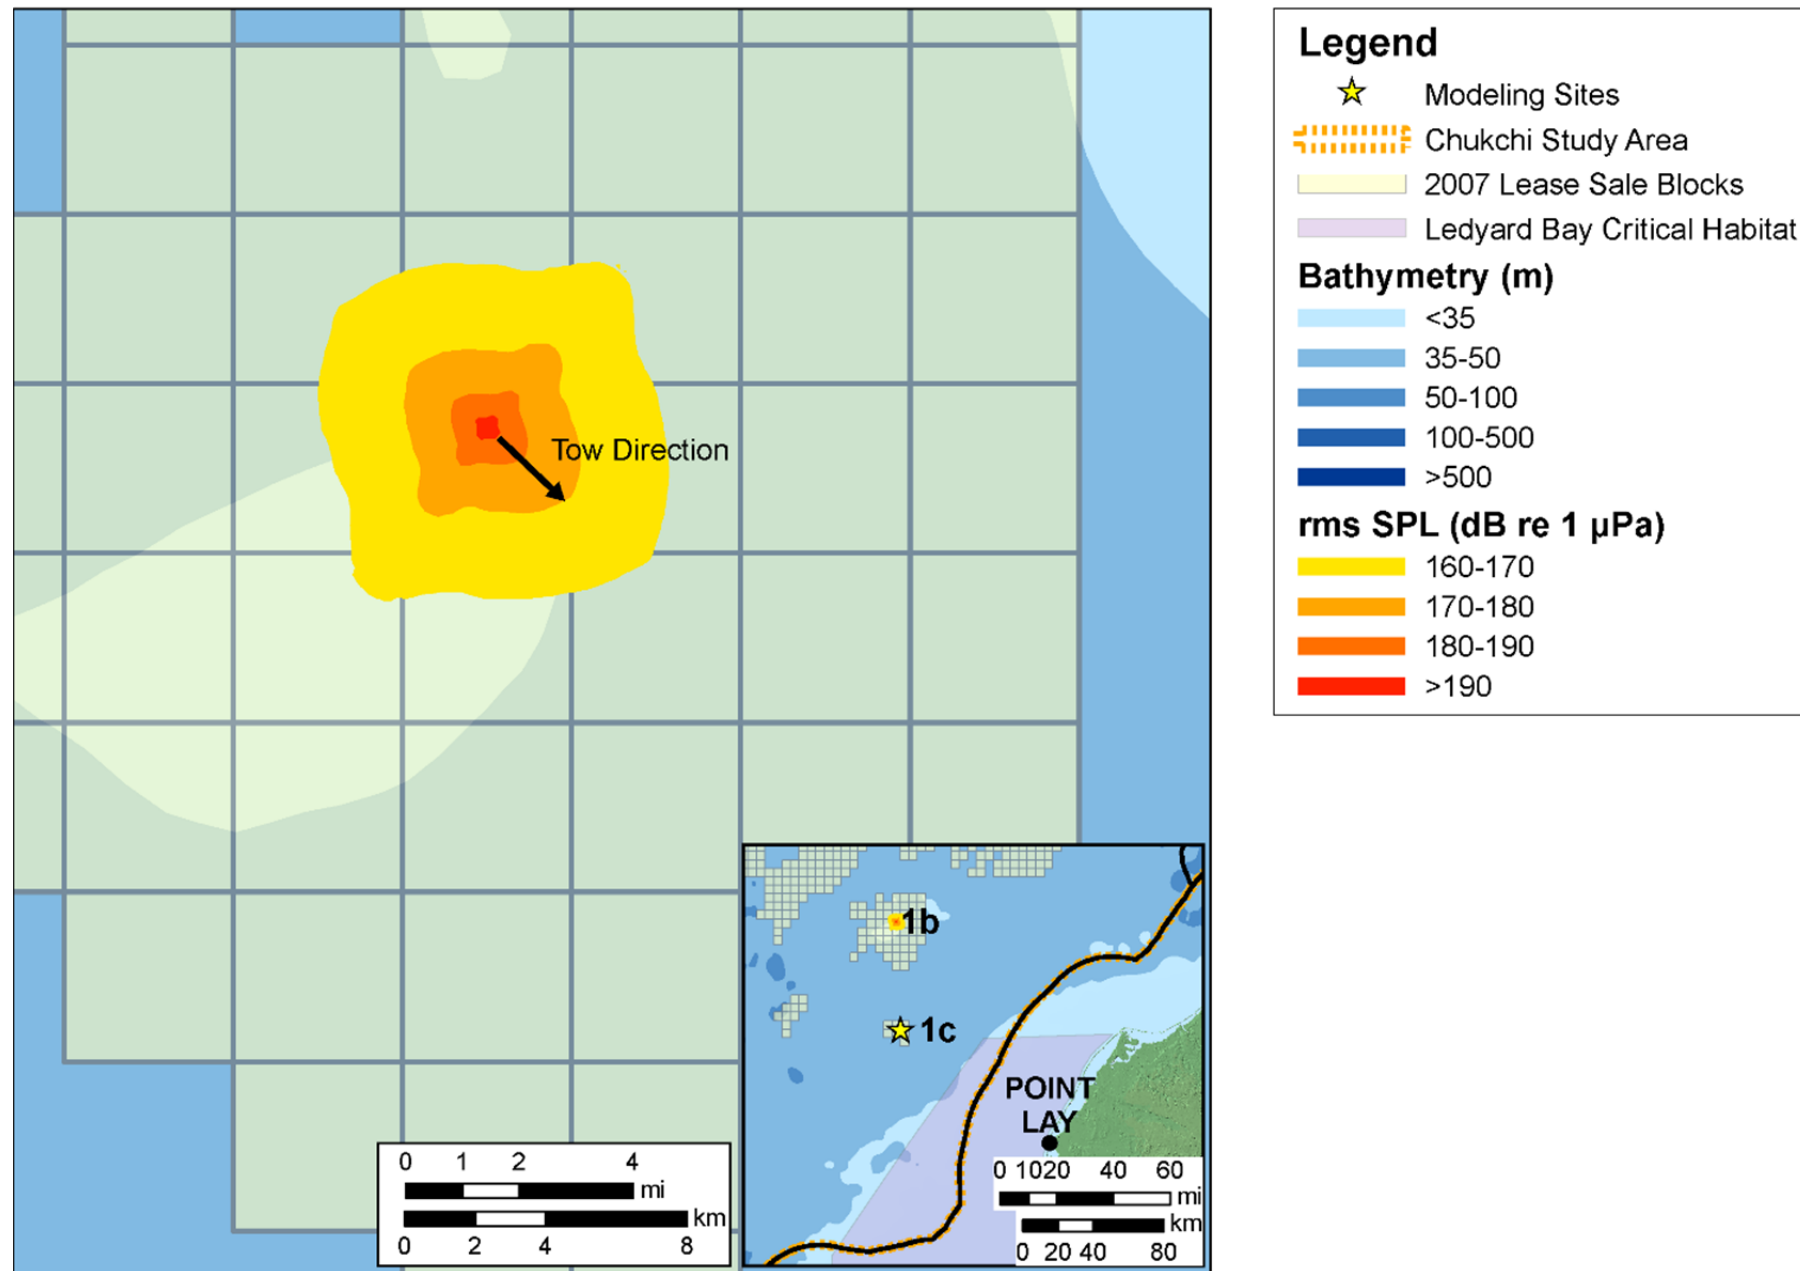 Tow Direction
0 1 2 4
mi
km
0 2 4 8
1b
1c
POINT
LAY
0 10 20 40 60
mi
km
0 20 40 80
Legend
Modeling Sites
Chukchi Study Area
2007 Lease Sale Blocks
Ledyard Bay Critical Habitat
Bathymetry (m)
<35
35-50
50-100
100-500
>500
rms SPL (dB re 1 µPa)
160-170
170-180
180-190
>190